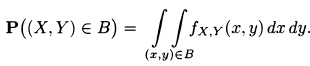 P((X, Y) ∈ B) = ∫∫ f_{X,Y}(x, y) dx dy.
(x,y)∈B